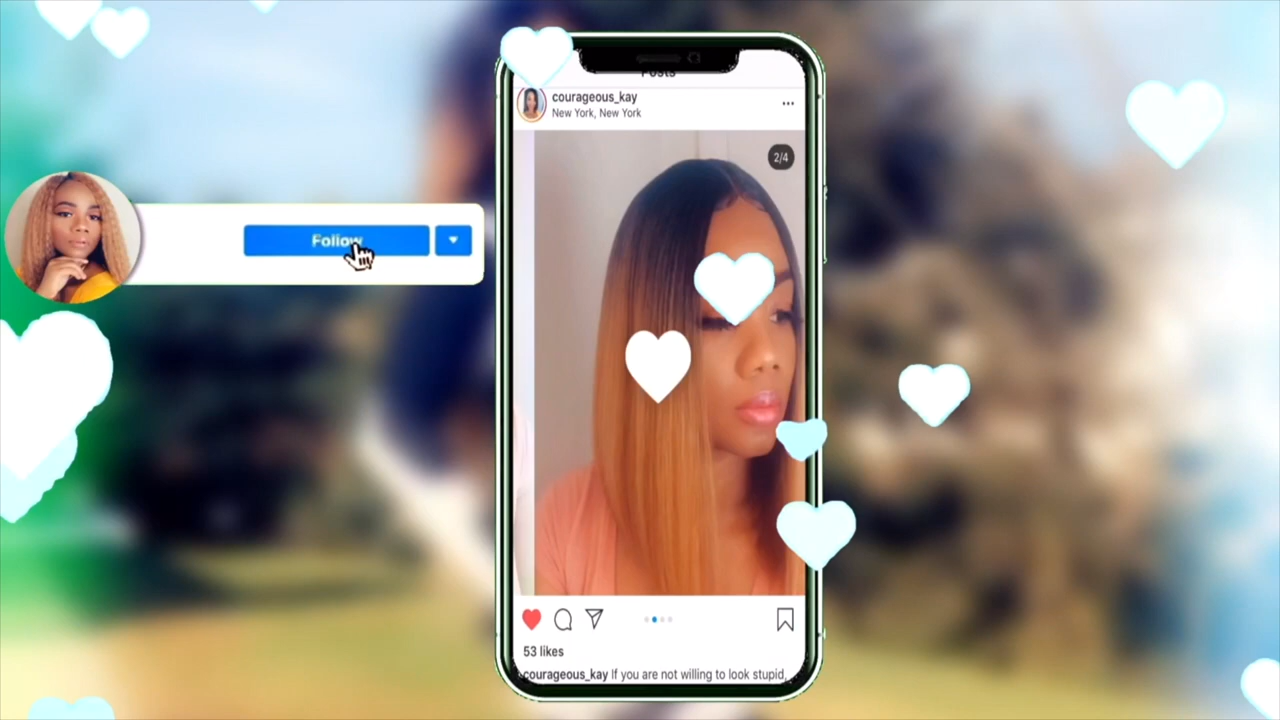 Posts
courageous_kay
New York, New York
2/4
Follow
53 likes
courageous_kay If you are not willing to look stupid,